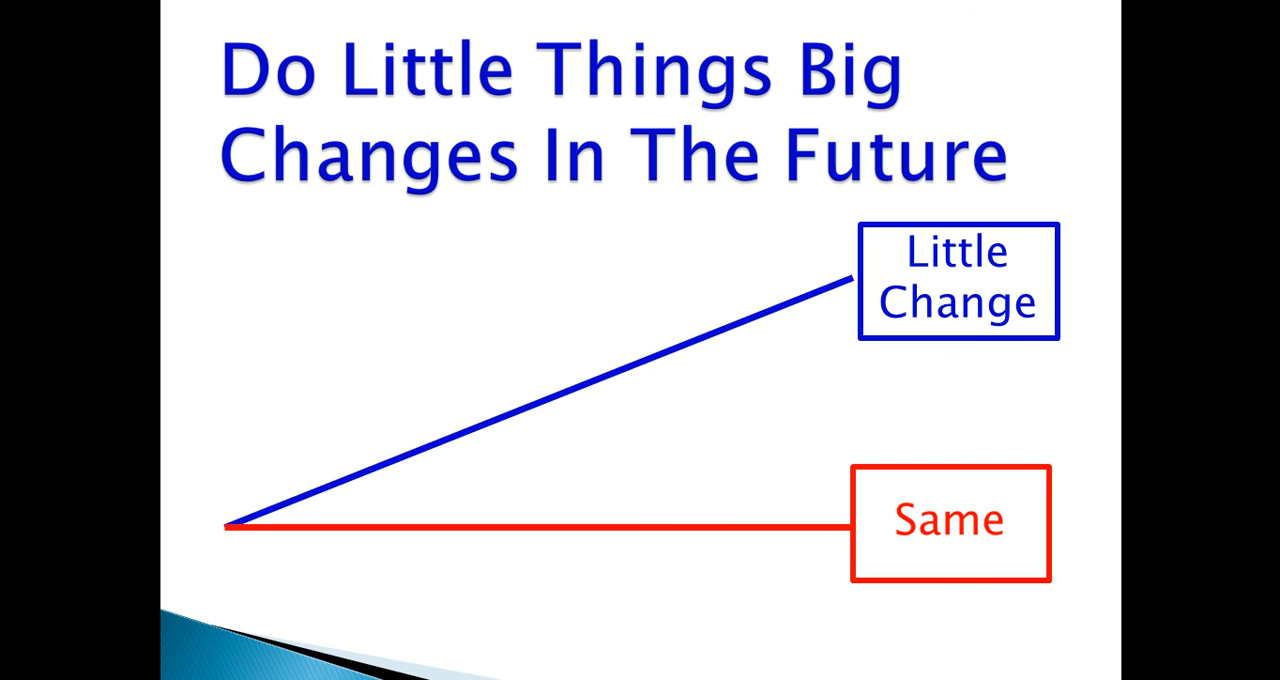 Do Little Things Big
Changes In The Future
Little
Change
Same